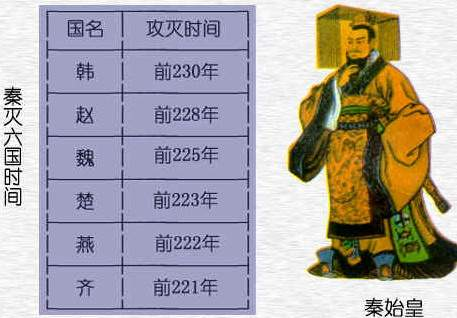 秦灭六国时间
国名 攻灭时间
韩 前230年
赵 前228年
魏 前225年
楚 前223年
燕 前222年
齐 前221年
秦始皇